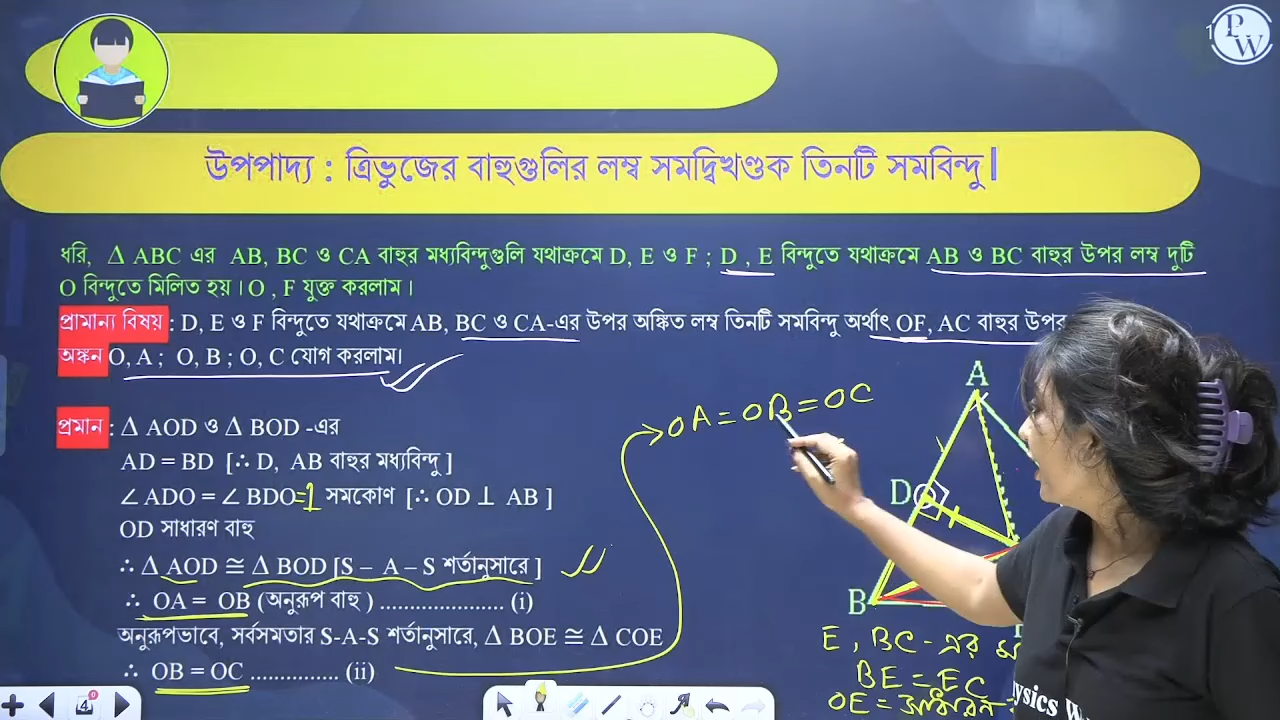 PW
উপপাদ্য : ত্রিভুজের বাহুগুলির লম্ব সমদ্বিখণ্ডক তিনটি সমবিন্দু।
ধরি, Δ ABC এর AB, BC ও CA বাহুর মধ্যবিন্দুগুলি যথাক্রমে D, E ও F ; D , E বিন্দুতে যথাক্রমে AB ও BC বাহুর উপর লম্ব দুটি
O বিন্দুতে মিলিত হয় । O , F যুক্ত করলাম ।
প্রামান্য বিষয় : D, E ও F বিন্দুতে যথাক্রমে AB, BC ও CA-এর উপর অঙ্কিত লম্ব তিনটি সমবিন্দু অর্থাৎ OF, AC বাহুর উপর
অঙ্কন O, A ; O, B ; O, C যোগ করলাম।
প্রমান : Δ AOD ও Δ BOD -এর
AD = BD [∴ D, AB বাহুর মধ্যবিন্দু ]
∠ ADO = ∠ BDO=1 সমকোণ [∴ OD ⊥ AB ]
OD সাধারণ বাহু
∴ Δ AOD ≅ Δ BOD [S – A – S শর্তানুসারে ]
∴ OA = OB (অনুরূপ বাহু ) ...................... (i)
অনুরূপভাবে, সর্বসমতার S-A-S শর্তানুসারে, Δ BOE ≅ Δ COE
∴ OB = OC ................ (ii)
OA = OB = OC
A
D
B
E, BC-এর
BE = EC
OE = সাধারন
4